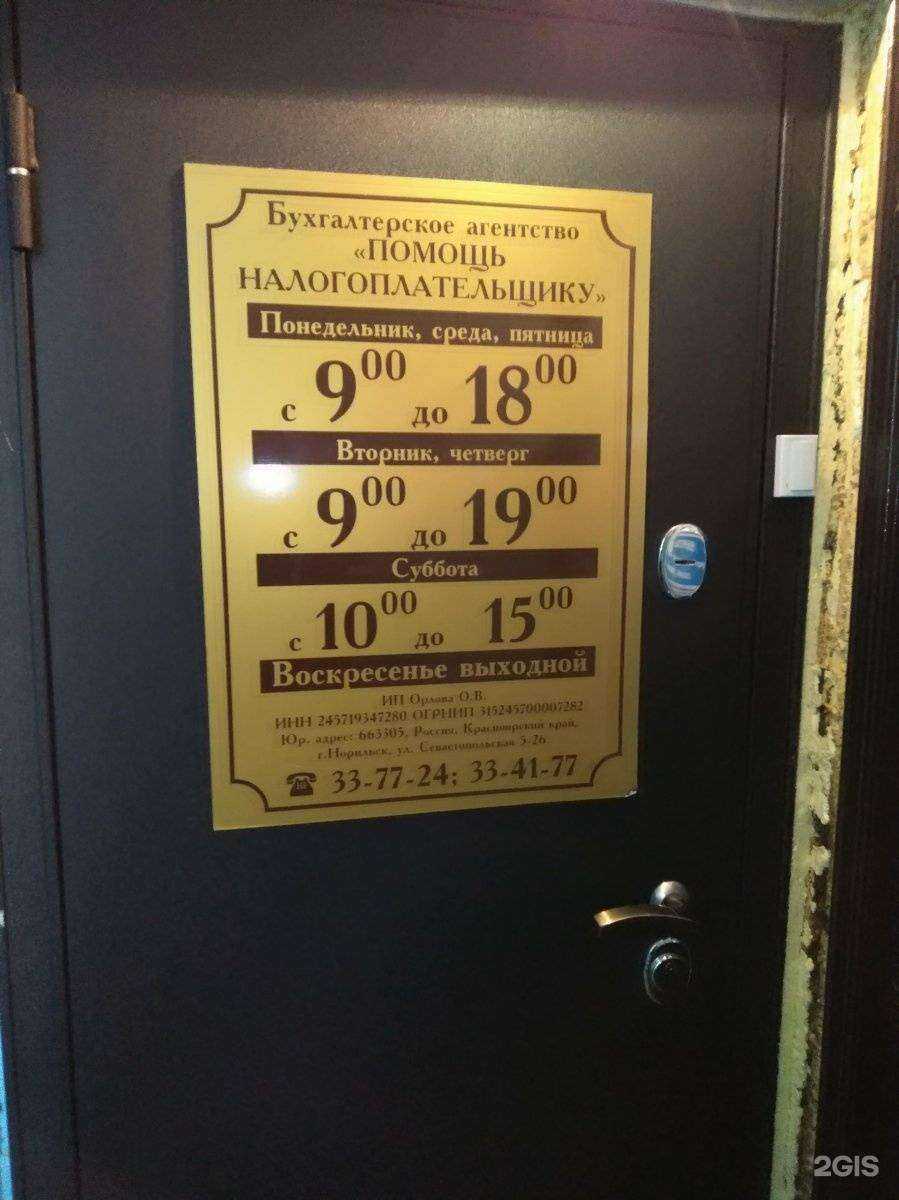 Бухгалтерское агентство
«ПОМОЩЬ
НАЛОГОПЛАТЕЛЬЩИКУ»
Понедельник, среда, пятница
с 9⁰⁰ до 18⁰⁰
Вторник, четверг
с 9⁰⁰ до 19⁰⁰
Суббота
с 10⁰⁰ до 15⁰⁰
Воскресенье выходной
ИП Орлова О.В.
ИНН 245719347280 ОГРНИП 315245700007282
Юр. адрес: 663305, Россия, Красноярский край,
г.Норильск, ул. Севастопольская 5-26
33-77-24; 33-41-77
2GIS